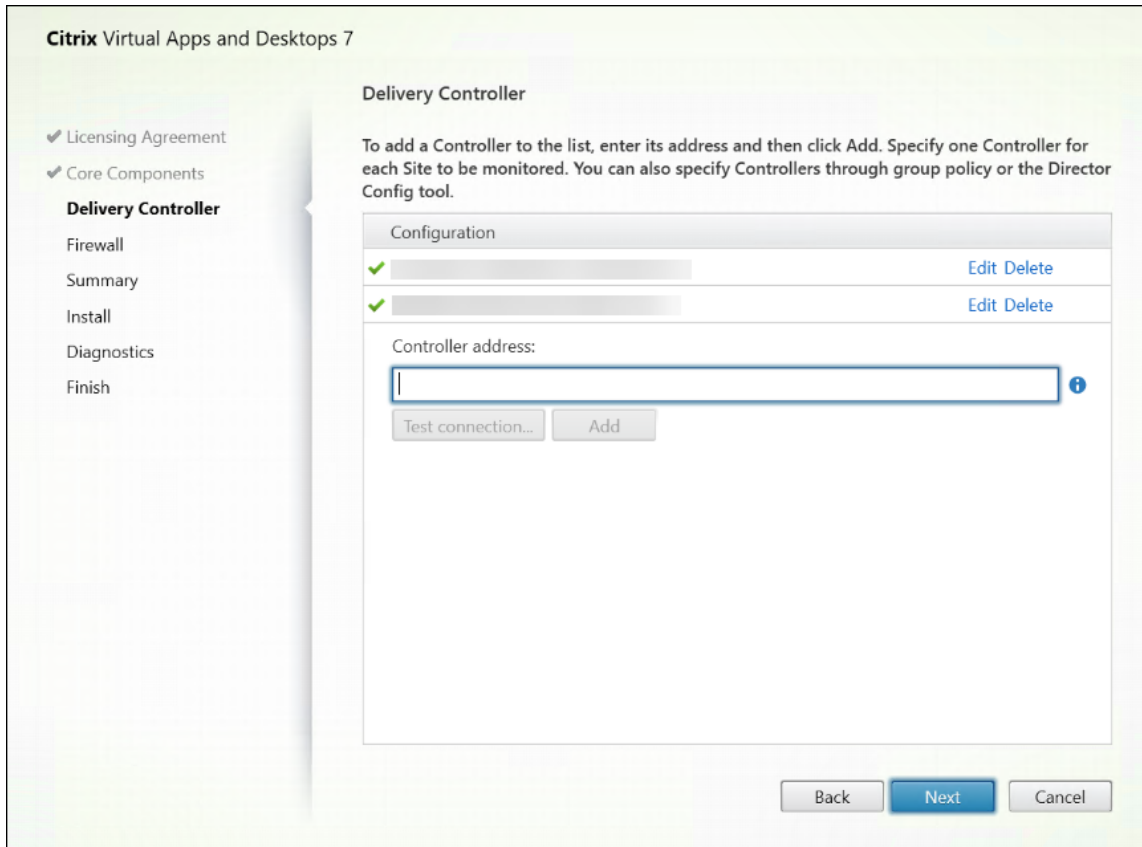 Citrix Virtual Apps and Desktops 7
Licensing Agreement
Core Components
Delivery Controller
Firewall
Summary
Install
Diagnostics
Finish
Delivery Controller
To add a Controller to the list, enter its address and then click Add. Specify one Controller for
each Site to be monitored. You can also specify Controllers through group policy or the Director
Config tool.
Configuration
Edit Delete
Edit Delete
Controller address:
Test connection... Add
Back Next Cancel